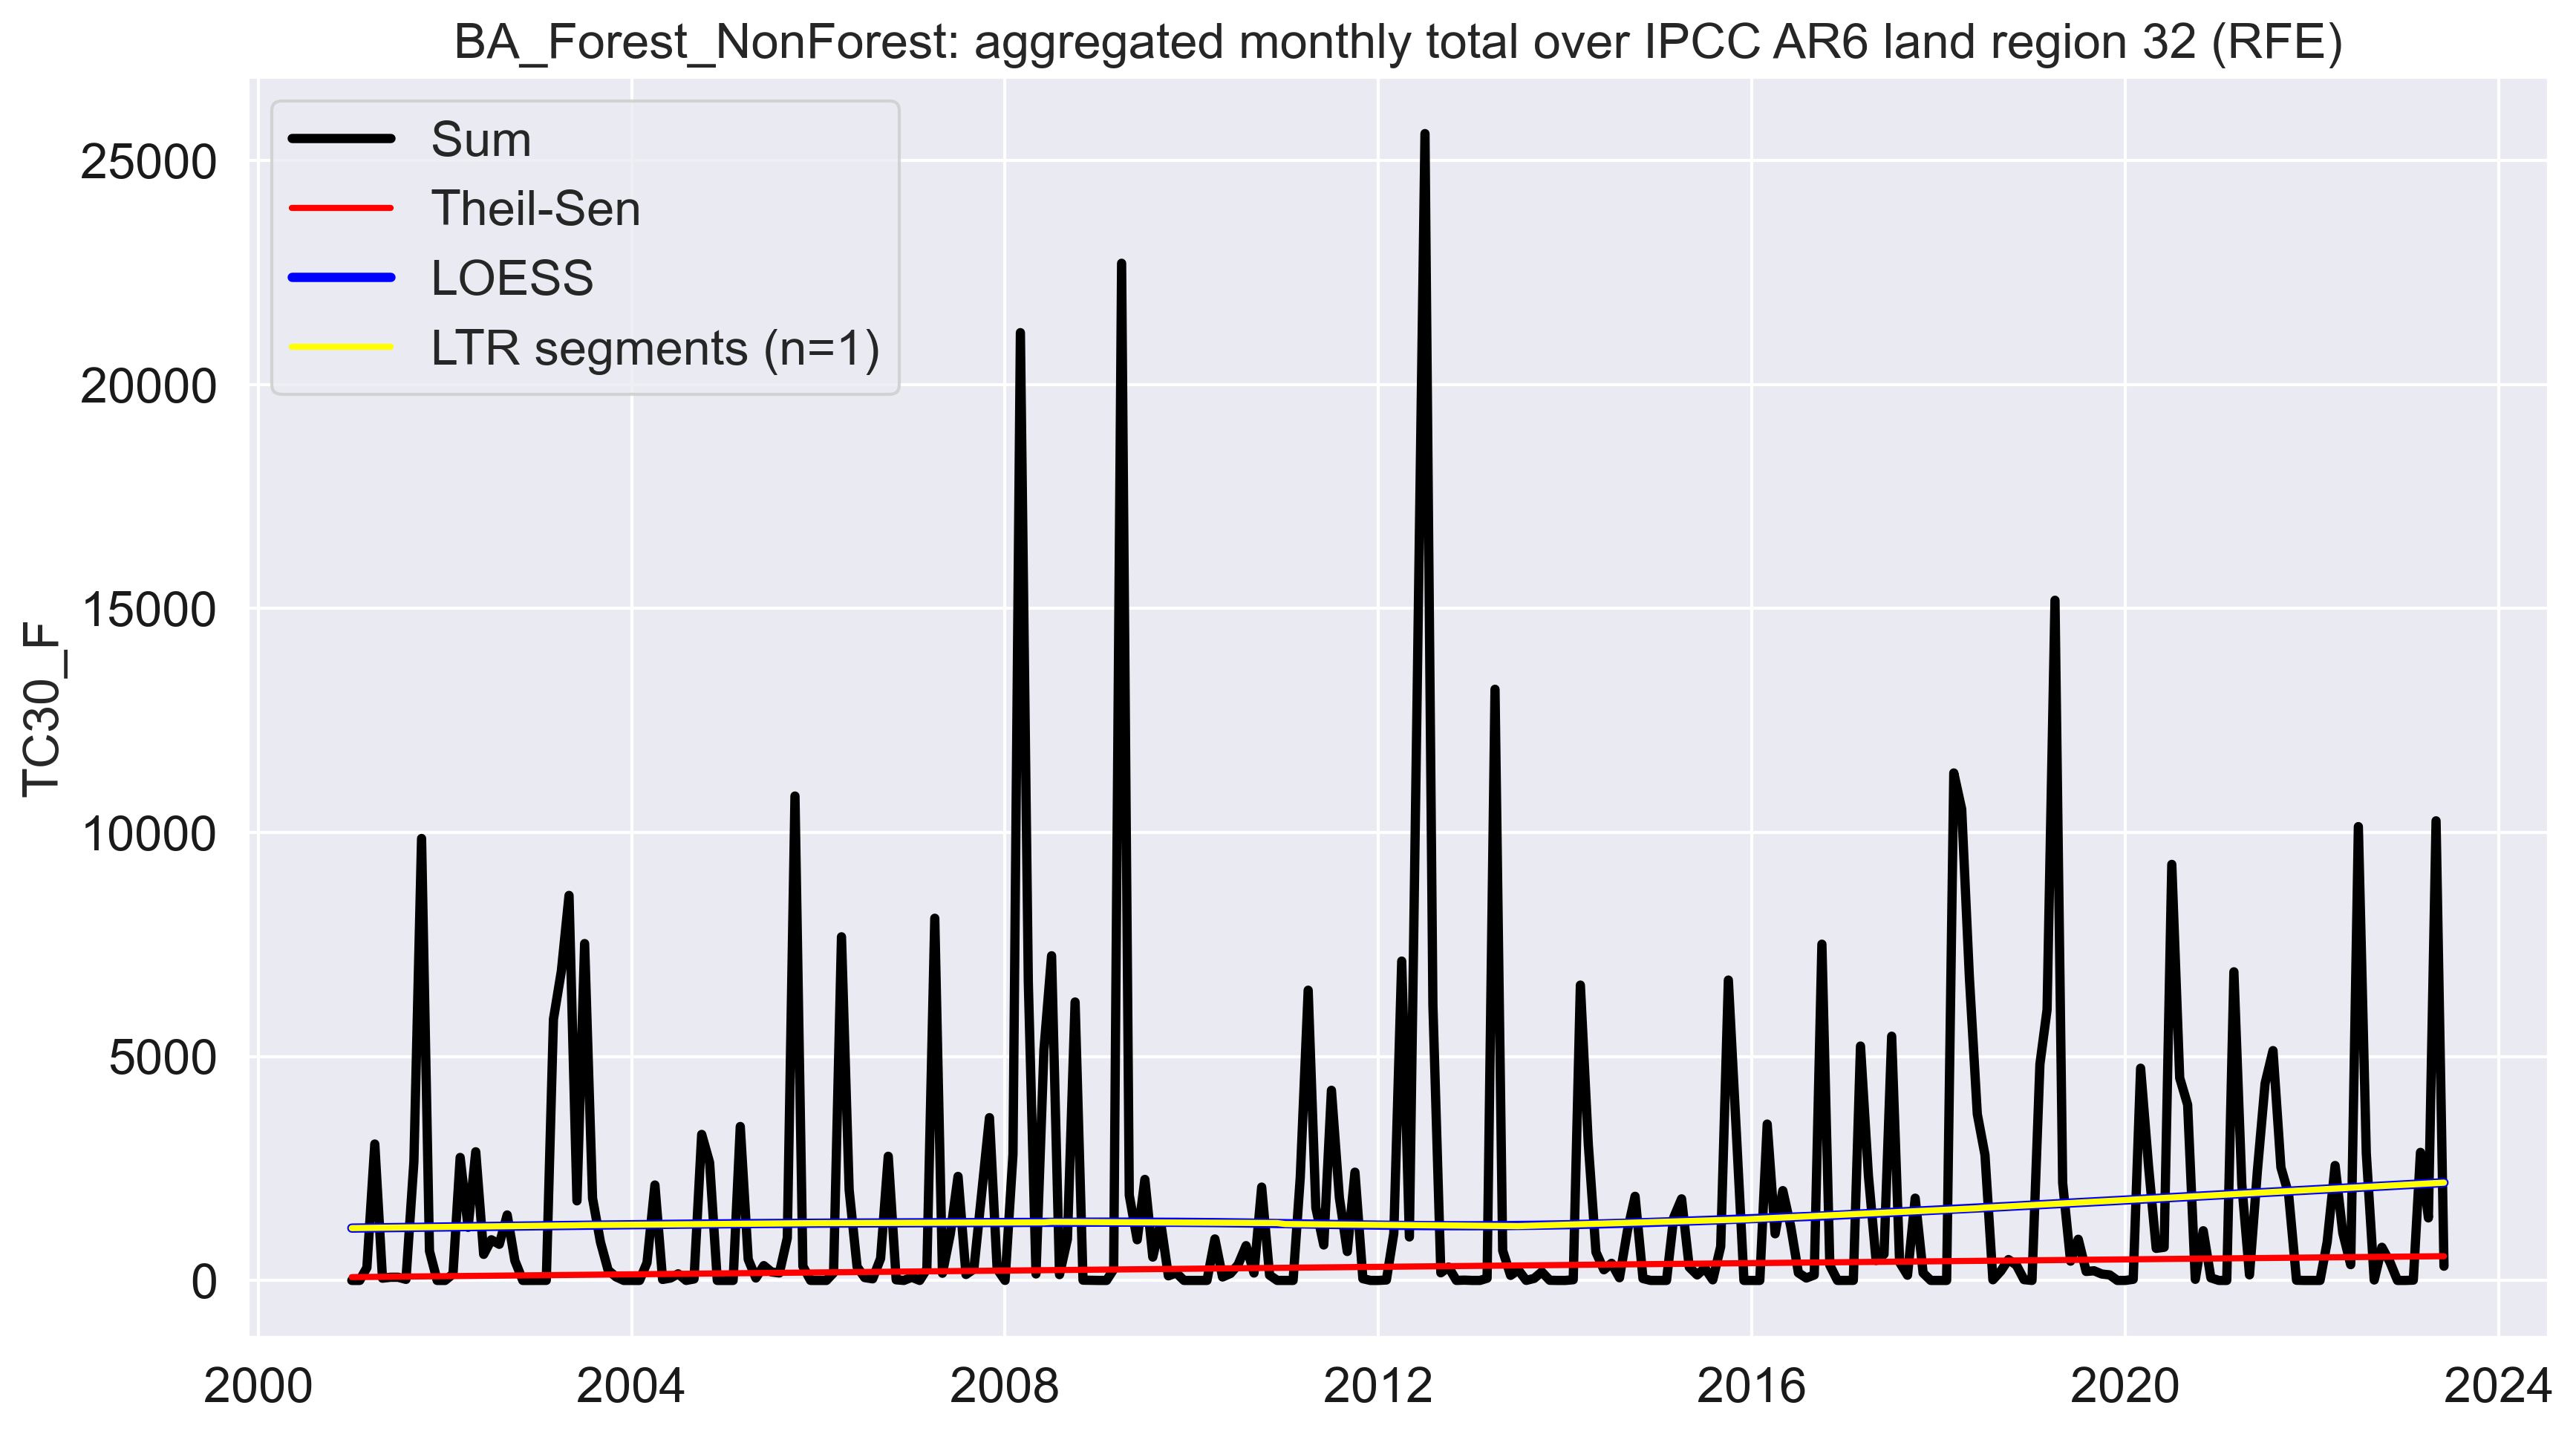 BA_Forest_NonForest: aggregated monthly total over IPCC AR6 land region 32 (RFE)
Sum
Theil-Sen
LOESS
LTR segments (n=1)
TC30_F
25000
20000
15000
10000
5000
0
2000 2004 2008 2012 2016 2020 2024